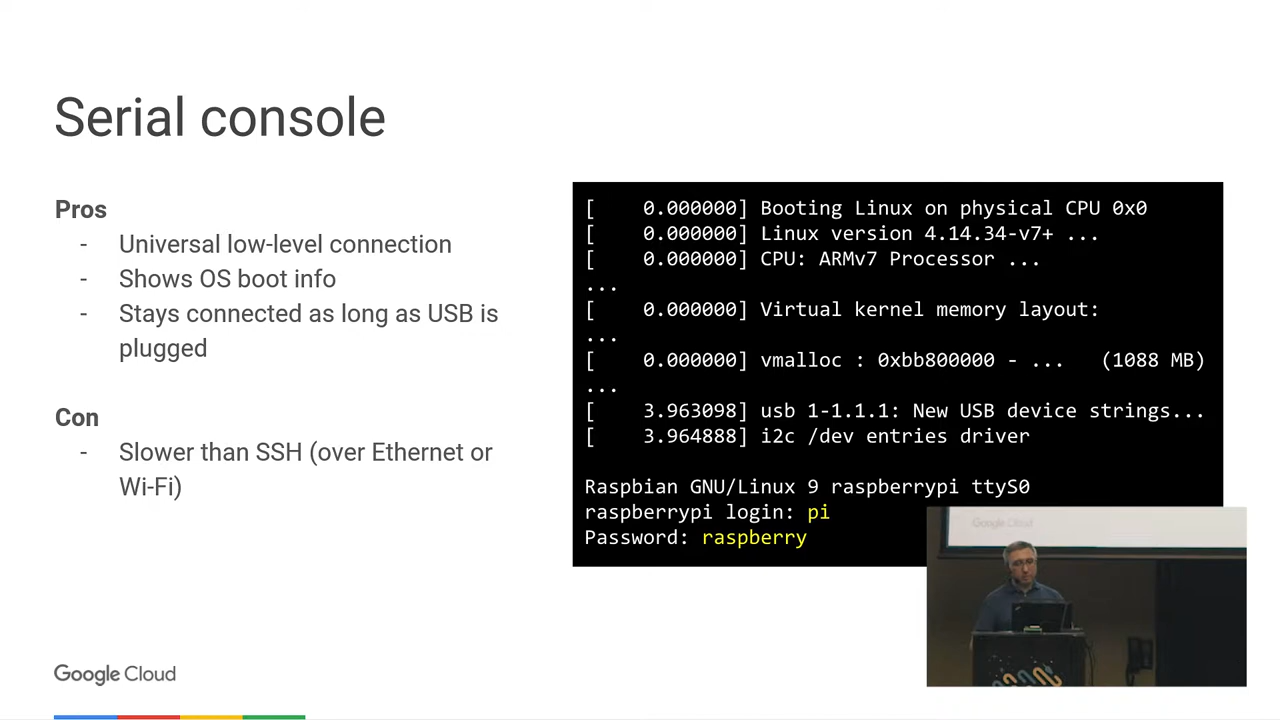 Serial console
Pros
- Universal low-level connection
- Shows OS boot info
- Stays connected as long as USB is
plugged
Con
- Slower than SSH (over Ethernet or
Wi-Fi)
[    0.000000] Booting Linux on physical CPU 0x0
[    0.000000] Linux version 4.14.34-v7+ ...
[    0.000000] CPU: ARMv7 Processor ...
...
[    0.000000] Virtual kernel memory layout:
...
[    0.000000] vmalloc : 0xbb800000 - ...   (1088 MB)
...
[    3.963098] usb 1-1.1.1: New USB device strings...
[    3.964888] i2c /dev entries driver
Raspbian GNU/Linux 9 raspberrypi ttyS0
raspberrypi login: pi
Password: raspberry
Google Cloud
Google Cloud